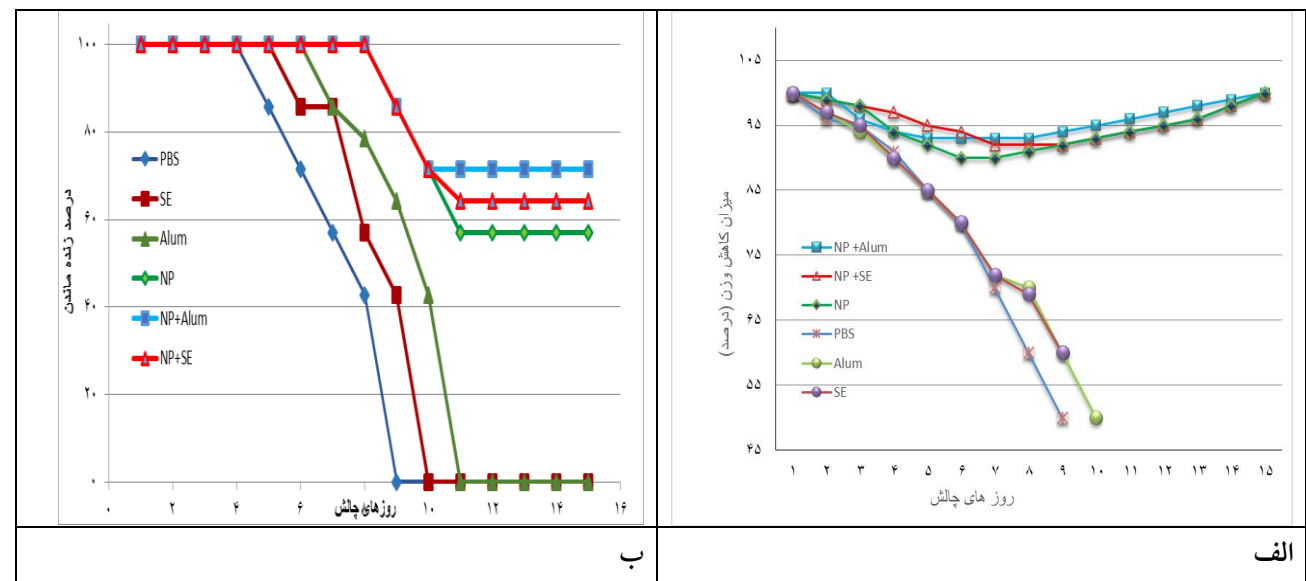 میزان کاهش وزن (درصد)
۱۰۵
۹۵
۸۵
۷۵
۶۵
۵۵
۴۵
NP +Alum
NP +SE
NP
PBS
Alum
SE
۱ ۲ ۳ ۴ ۵ ۶ ۷ ۸ ۹ ۱۰ ۱۱ ۱۲ ۱۳ ۱۴ ۱۵
روز های چالش
الف
درصد زنده ماندن
۱۰۰
۸۰
۶۰
۴۰
۲۰
۰
PBS
SE
Alum
NP
NP+Alum
NP+SE
۰ ۲ ۴ ۶ روزهای چالش ۱۰ ۱۲ ۱۴ ۱۶
ب